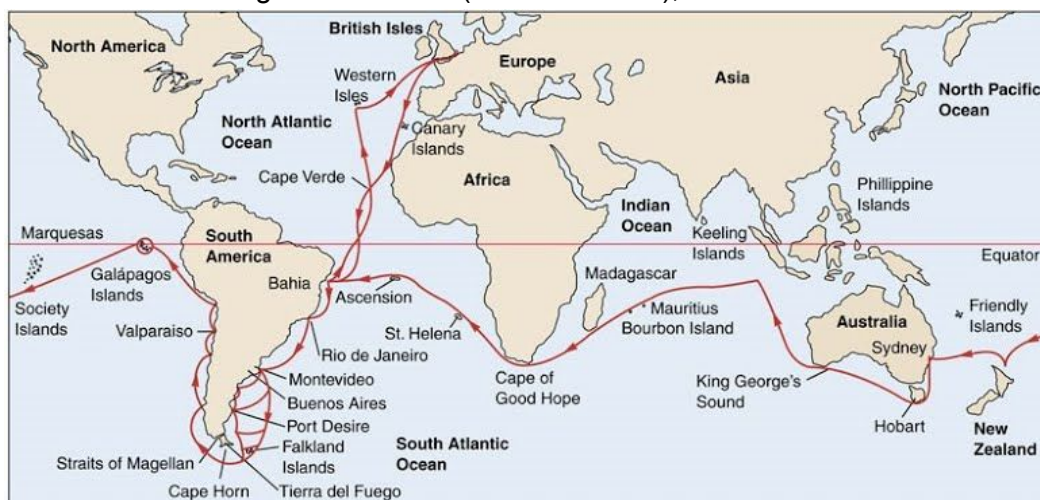 North America
British Isles
Europe
Asia
Western
Isles
North Pacific
Ocean
North Atlantic
Ocean
Canary
Islands
Cape Verde
Africa
Phillippine
Islands
Indian
Ocean
Marquesas
South
America
Keeling
Islands
Equator
Galápagos
Islands
Bahia
Ascension
Madagascar
Society
Islands
Mauritius
Bourbon Island
Friendly
Islands
Valparaiso
St. Helena
Australia
Sydney
Rio de Janeiro
Montevideo
Cape of
Good Hope
King George's
Sound
Buenos Aires
Port Desire
Hobart
New
Zealand
Falkland
Islands
South Atlantic
Ocean
Straits of Magellan
Cape Horn
Tierra del Fuego